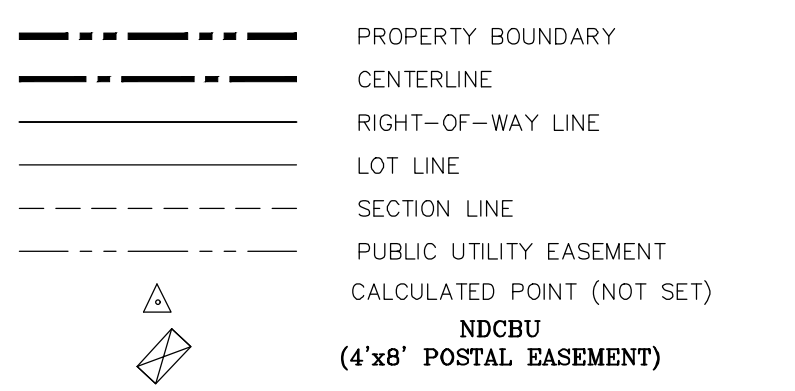 PROPERTY BOUNDARY
CENTERLINE
RIGHT-OF-WAY LINE
LOT LINE
SECTION LINE
PUBLIC UTILITY EASEMENT
CALCULATED POINT (NOT SET)
NDCBU
(4'x8' POSTAL EASEMENT)